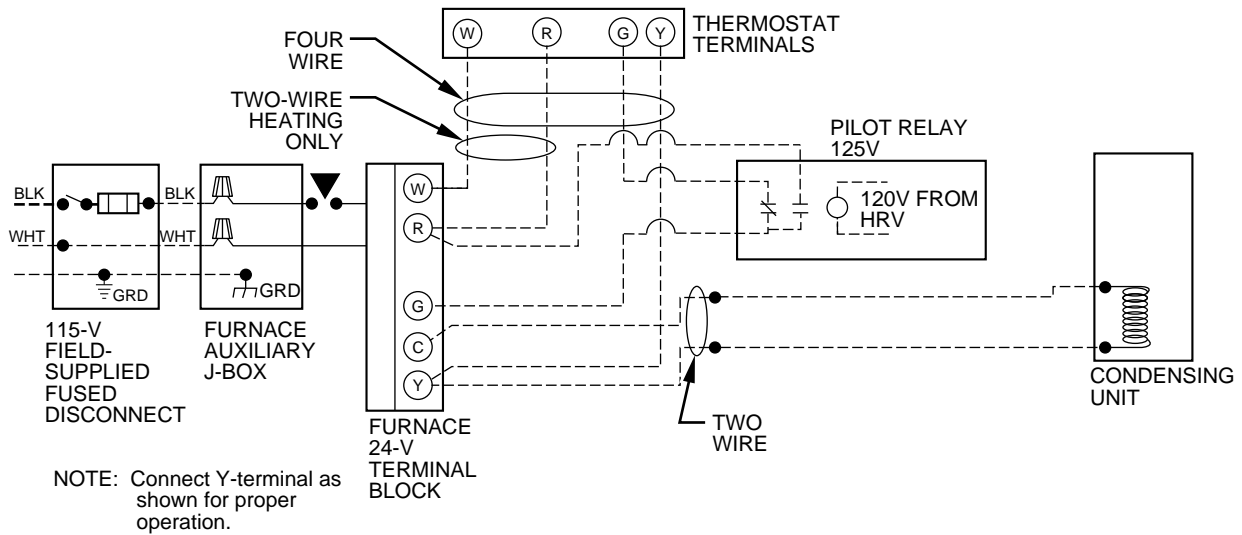 THERMOSTAT
TERMINALS
W
R
G
Y
FOUR
WIRE
TWO-WIRE
HEATING
ONLY
PILOT RELAY
125V
120V FROM
HRV
BLK
BLK
WHT
WHT
GRD
GRD
W
R
G
C
Y
115-V
FIELD-
SUPPLIED
FUSED
DISCONNECT
FURNACE
AUXILIARY
J-BOX
FURNACE
24-V
TERMINAL
BLOCK
TWO
WIRE
CONDENSING
UNIT
NOTE: Connect Y-terminal as
shown for proper
operation.